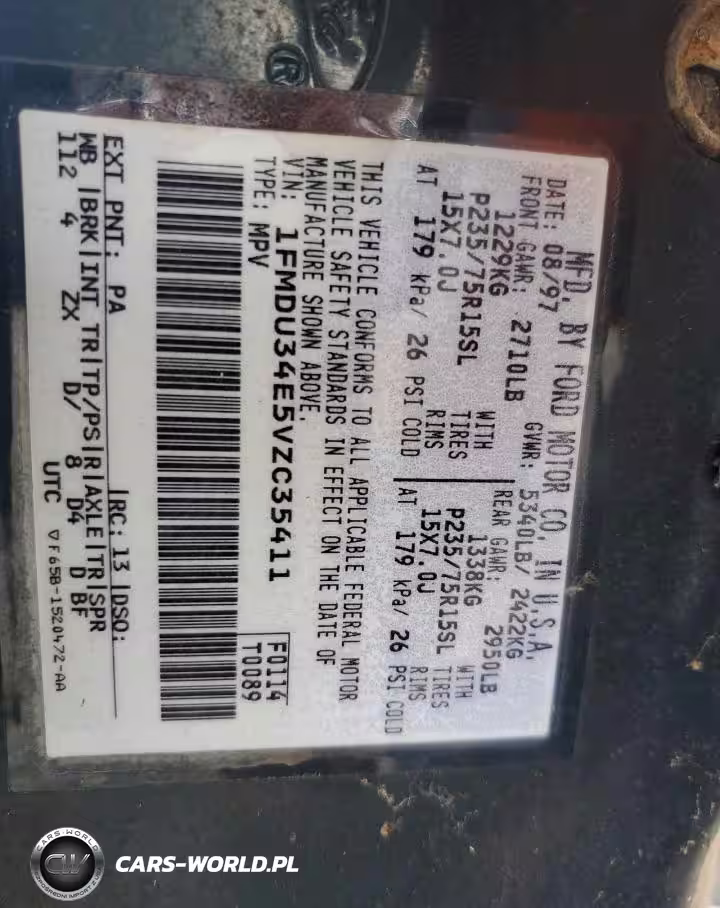 MFD. BY FORD MOTOR CO. IN U.S.A.
DATE: 08/97 GVWR: 5340LB/ 2422KG
FRONT GAWR: 2710LB REAR GAWR: 2950LB
1229KG WITH 1338KG WITH
P235/75R15SL TIRES P235/75R15SL TIRES
15X7.0J RIMS 15X7.0J RIMS
AT 179 kPa/ 26 PSI COLD AT 179 kPa/ 26 PSI COLD
THIS VEHICLE CONFORMS TO ALL APPLICABLE FEDERAL MOTOR
VEHICLE SAFETY STANDARDS IN EFFECT ON THE DATE OF
MANUFACTURE SHOWN ABOVE.
VIN: 1FMDU34E5VZC35411 F0114
TYPE: MPV T0089
EXT PNT: PA RC: 13 DSO:
WB BRK INT TR TP/PS R AXLE TR SPR
112 4 ZX D/ 8 D4 D BF
UTC ▽F65B-1520472-AA
R
CARS-WORLD
CW
CARS-WORLD.PL